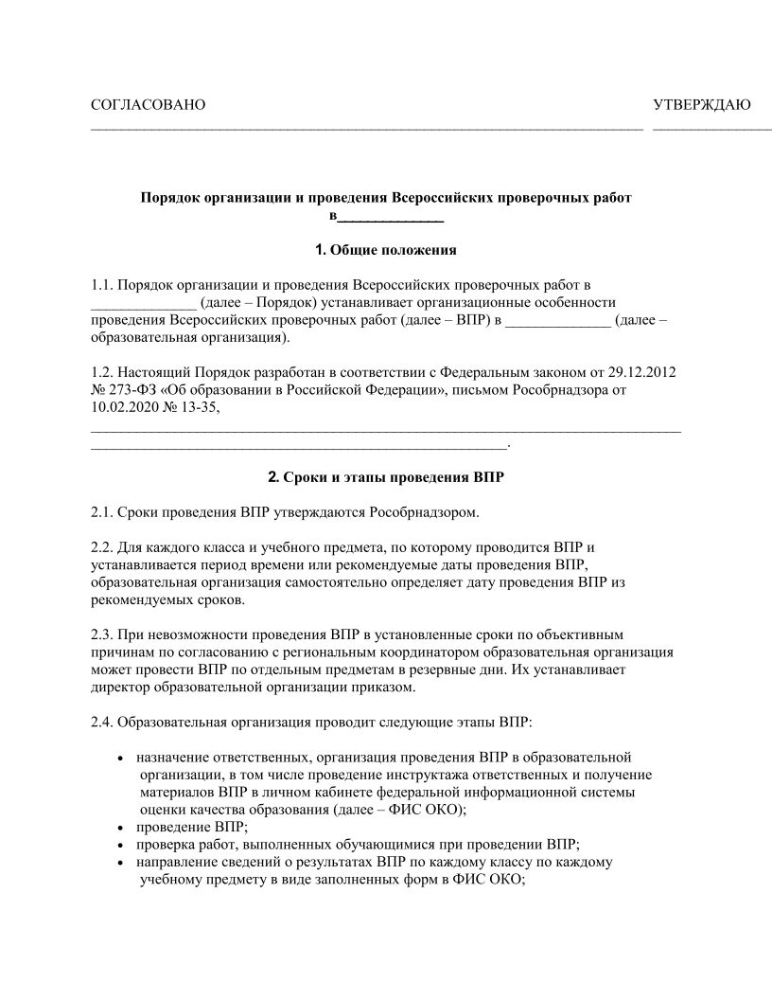 СОГЛАСОВАНО УТВЕРЖДАЮ
_________________________________________________________________________ ________________
Порядок организации и проведения Всероссийских проверочных работ
в______________
1. Общие положения
1.1. Порядок организации и проведения Всероссийских проверочных работ в
______________ (далее – Порядок) устанавливает организационные особенности
проведения Всероссийских проверочных работ (далее – ВПР) в ______________ (далее –
образовательная организация).
1.2. Настоящий Порядок разработан в соответствии с Федеральным законом от 29.12.2012
№ 273-ФЗ «Об образовании в Российской Федерации», письмом Рособрнадзора от
10.02.2020 № 13-35,
______________________________________________________________________________
_______________________________________________________.
2. Сроки и этапы проведения ВПР
2.1. Сроки проведения ВПР утверждаются Рособрнадзором.
2.2. Для каждого класса и учебного предмета, по которому проводится ВПР и
устанавливается период времени или рекомендуемые даты проведения ВПР,
образовательная организация самостоятельно определяет дату проведения ВПР из
рекомендуемых сроков.
2.3. При невозможности проведения ВПР в установленные сроки по объективным
причинам по согласованию с региональным координатором образовательная организация
может провести ВПР по отдельным предметам в резервные дни. Их устанавливает
директор образовательной организации приказом.
2.4. Образовательная организация проводит следующие этапы ВПР:
• назначение ответственных, организация проведения ВПР в образовательной
организации, в том числе проведение инструктажа ответственных и получение
материалов ВПР в личном кабинете федеральной информационной системы
оценки качества образования (далее – ФИС ОКО);
• проведение ВПР;
• проверка работ, выполненных обучающимися при проведении ВПР;
• направление сведений о результатах ВПР по каждому классу по каждому
учебному предмету в виде заполненных форм в ФИС ОКО;